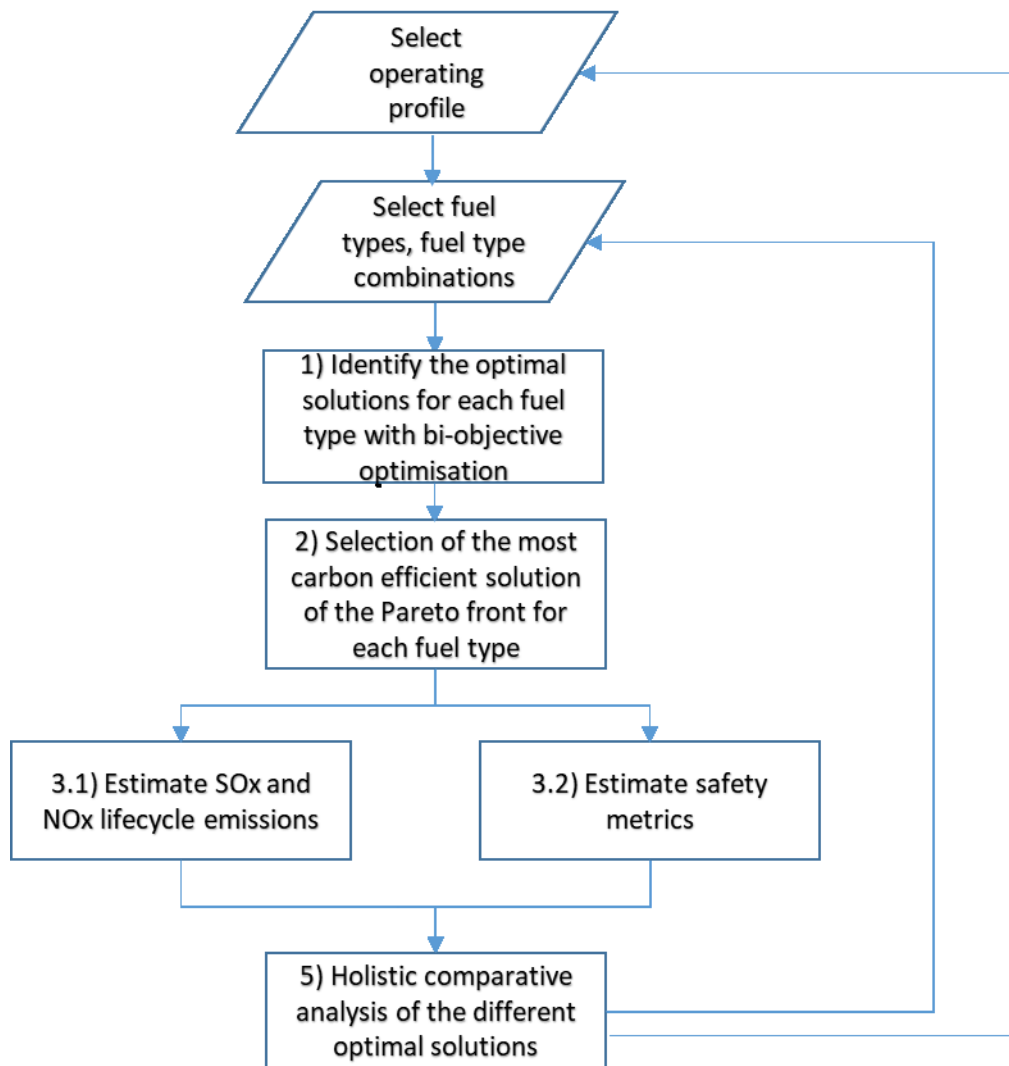 Select
operating
profile
Select fuel
types, fuel type
combinations
1) Identify the optimal
solutions for each fuel
type with bi-objective
optimisation
2) Selection of the most
carbon efficient solution
of the Pareto front for
each fuel type
3.1) Estimate SOx and
NOx lifecycle emissions
3.2) Estimate safety
metrics
5) Holistic comparative
analysis of the different
optimal solutions